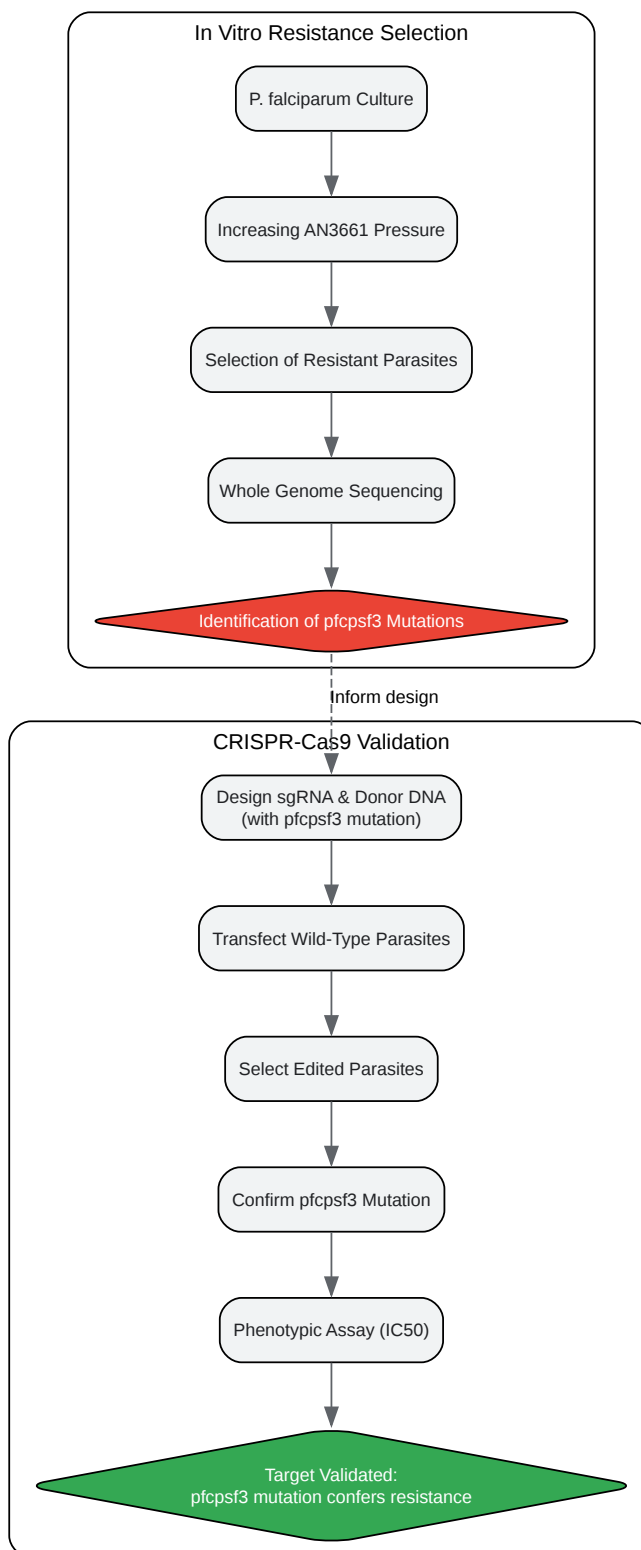 In Vitro Resistance Selection
P. falciparum Culture
Increasing AN3661 Pressure
Selection of Resistant Parasites
Whole Genome Sequencing
Identification of pfcpsf3 Mutations
Inform design
CRISPR-Cas9 Validation
Design sgRNA & Donor DNA
(with pfcpsf3 mutation)
Transfect Wild-Type Parasites
Select Edited Parasites
Confirm pfcpsf3 Mutation
Phenotypic Assay (IC50)
Target Validated:
pfcpsf3 mutation confers resistance